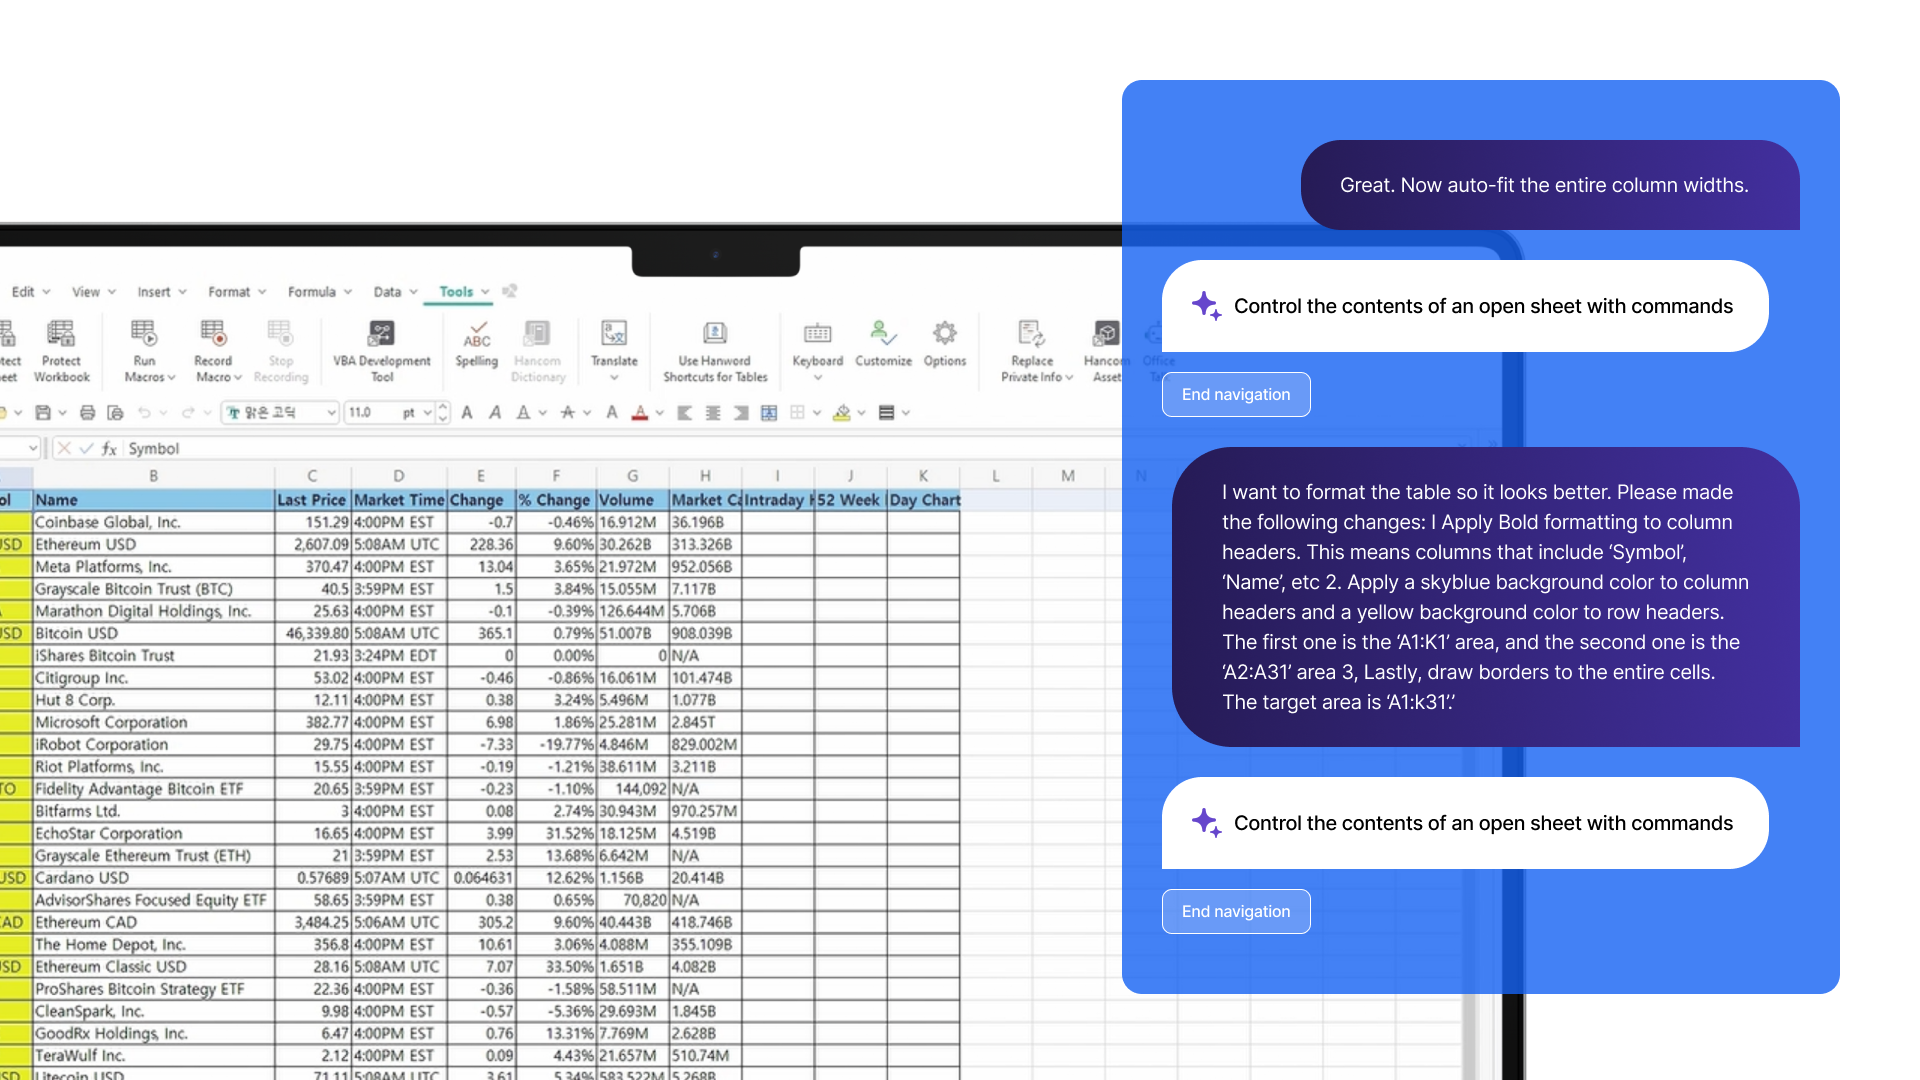 Edit View Insert Format Formula Data Tools
Protect Workbook
Run Macros
Record Macro
Stop Recording
VBA Development Tool
Spelling
Hancom Dictionary
Translate
Use Hanword Shortcuts for Tables
Keyboard
Customize
Options
Replace Private Info
Hancom Asset
맑은 고딕 11.0 pt
fx Symbol
B C D E F G H I J K L M N
Name Last Price Market Time Change % Change Volume Market Ca Intraday 52 Week Day Chart
Coinbase Global, Inc. 151.29 4:00PM EST -0.7 -0.46% 16.912M 36.196B
USD Ethereum USD 2,607.09 5:08AM UTC 228.36 9.60% 30.262B 313.326B
Meta Platforms, Inc. 370.47 4:00PM EST 13.04 3.65% 21.972M 952.056B
Grayscale Bitcoin Trust (BTC) 40.5 3:59PM EST 1.5 3.84% 15.055M 7.117B
Marathon Digital Holdings, Inc. 25.63 4:00PM EST -0.1 -0.39% 126.644M 5.706B
USD Bitcoin USD 46,339.80 5:08AM UTC 365.1 0.79% 51.007B 908.039B
iShares Bitcoin Trust 21.93 3:24PM EDT 0 0.00% 0 N/A
Citigroup Inc. 53.02 4:00PM EST -0.46 -0.86% 16.061M 101.474B
Hut 8 Corp. 12.11 4:00PM EST 0.38 3.24% 5.496M 1.077B
Microsoft Corporation 382.77 4:00PM EST 6.98 1.86% 25.281M 2.845T
iRobot Corporation 29.75 4:00PM EST -7.33 -19.77% 4.846M 829.002M
Riot Platforms, Inc. 15.55 4:00PM EST -0.19 -1.21% 38.611M 3.211B
TO Fidelity Advantage Bitcoin ETF 20.65 3:59PM EST -0.23 -1.10% 144,092 N/A
Bitfarms Ltd. 3 4:00PM EST 0.08 2.74% 30.943M 970.257M
EchoStar Corporation 16.65 4:00PM EST 3.99 31.52% 18.125M 4.519B
Grayscale Ethereum Trust (ETH) 21 3:59PM EST 2.53 13.68% 6.642M N/A
USD Cardano USD 0.57689 5:07AM UTC 0.064631 12.62% 1.156B 20.414B
AdvisorShares Focused Equity ETF 58.65 3:59PM EST 0.38 0.65% 70,820 N/A
CAD Ethereum CAD 3,484.25 5:06AM UTC 305.2 9.60% 40.443B 418.746B
The Home Depot, Inc. 356.8 4:00PM EST 10.61 3.06% 4.088M 355.109B
USD Ethereum Classic USD 28.16 5:08AM UTC 7.07 33.50% 1.651B 4.082B
ProShares Bitcoin Strategy ETF 22.36 4:00PM EST -0.36 -1.58% 58.511M N/A
CleanSpark, Inc. 9.98 4:00PM EST -0.57 -5.36% 29.693M 1.845B
GoodRx Holdings, Inc. 6.47 4:00PM EST 0.76 13.31% 7.769M 2.628B
TeraWulf Inc. 2.12 4:00PM EST 0.09 4.43% 21.657M 510.74M
Litecoin USD 71.11 5:08AM UTC 3.61 5.34% 583.522M 5.268B
Great. Now auto-fit the entire column widths.
Control the contents of an open sheet with commands
End navigation
I want to format the table so it looks better. Please made
the following changes: I Apply Bold formatting to column
headers. This means columns that include ‘Symbol’,
‘Name’, etc 2. Apply a skyblue background color to column
headers and a yellow background color to row headers.
The first one is the ‘A1:K1’ area, and the second one is the
‘A2:A31’ area 3, Lastly, draw borders to the entire cells.
The target area is ‘A1:k31’.’
Control the contents of an open sheet with commands
End navigation